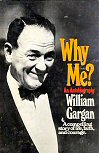 Why
Me?
An Autobiography
William
Gargan
A compelling
story of life, faith,
and courage.